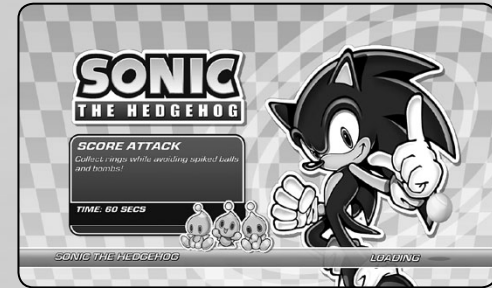 SONIC
THE HEDGEHOG
SCORE ATTACK
Collect rings while avoiding spiked balls
and bombs!
TIME: 60 SECS
SONIC THE HEDGEHOG
LOADING